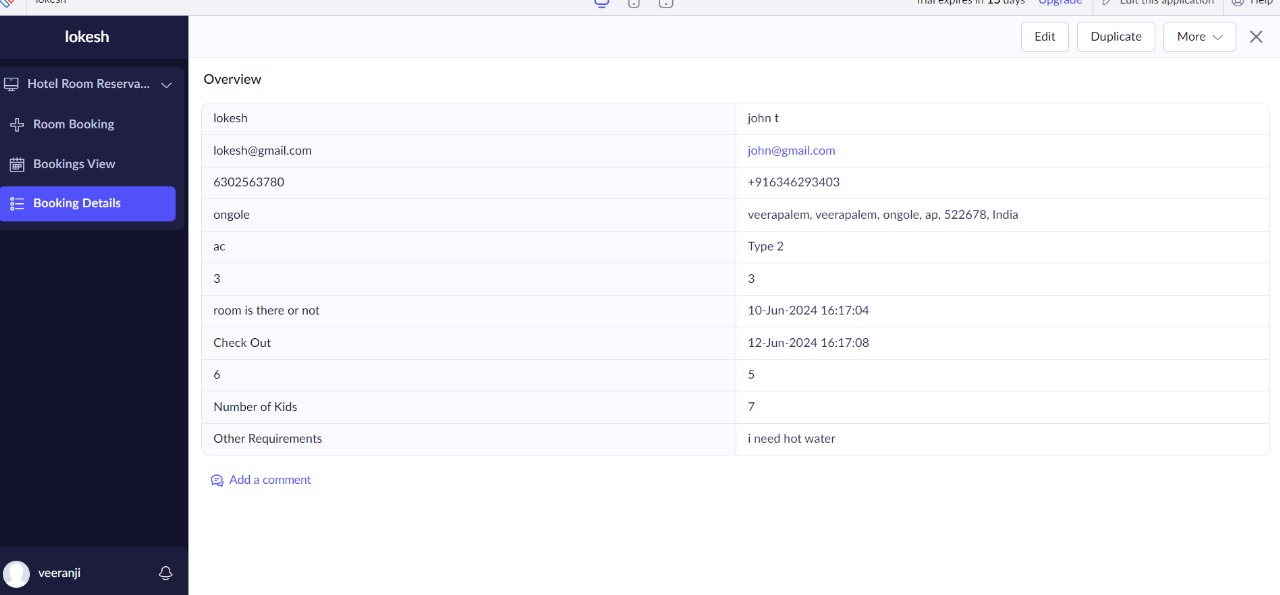 lokesh
Trial expires in 15 days Upgrade Edit this application Help
lokesh
Edit Duplicate More
Hotel Room Reserva...
Room Booking
Bookings View
Booking Details
Overview
lokesh john t
lokesh@gmail.com john@gmail.com
6302563780 +916346293403
ongole veerapalem, veerapalem, ongole, ap, 522678, India
ac Type 2
3 3
room is there or not 10-Jun-2024 16:17:04
Check Out 12-Jun-2024 16:17:08
6 5
Number of Kids 7
Other Requirements i need hot water
Add a comment
veeranji